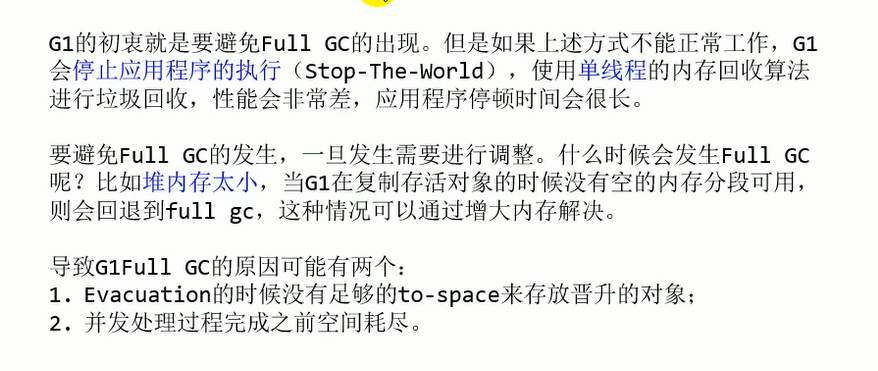 G1的初衷就是要避免Full GC的出现。但是如果上述方式不能正常工作，G1
会停止应用程序的执行（Stop-The-World），使用单线程的内存回收算法
进行垃圾回收，性能会非常差，应用程序停顿时间会很长。
要避免Full GC的发生，一旦发生需要进行调整。什么时候会发生Full GC
呢？比如堆内存太小，当G1在复制存活对象的时候没有空的内存分段可用，
则会回退到full gc，这种情况可以通过增大内存解决。
导致G1Full GC的原因可能有两个：
1. Evacuation的时候没有足够的to-space来存放晋升的对象；
2. 并发处理过程完成之前空间耗尽。